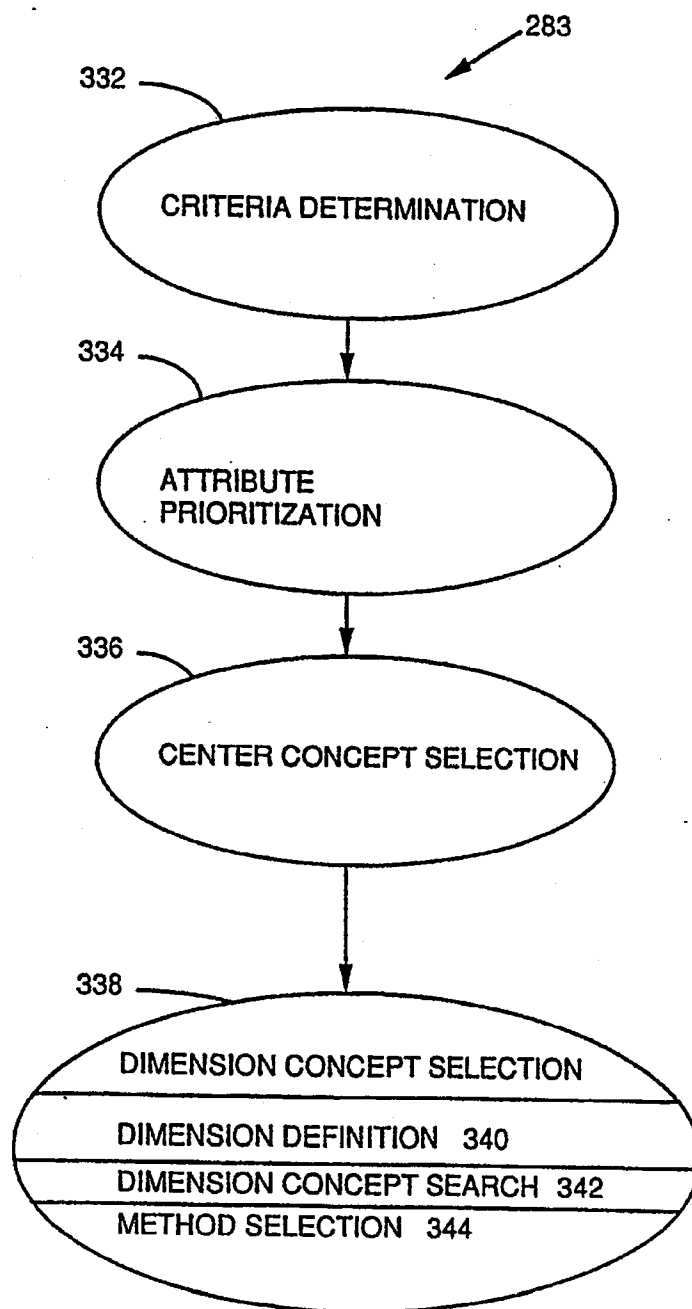 283
332
CRITERIA DETERMINATION
334
ATTRIBUTE
PRIORITIZATION
336
CENTER CONCEPT SELECTION
338
DIMENSION CONCEPT SELECTION
DIMENSION DEFINITION 340
DIMENSION CONCEPT SEARCH 342
METHOD SELECTION 344